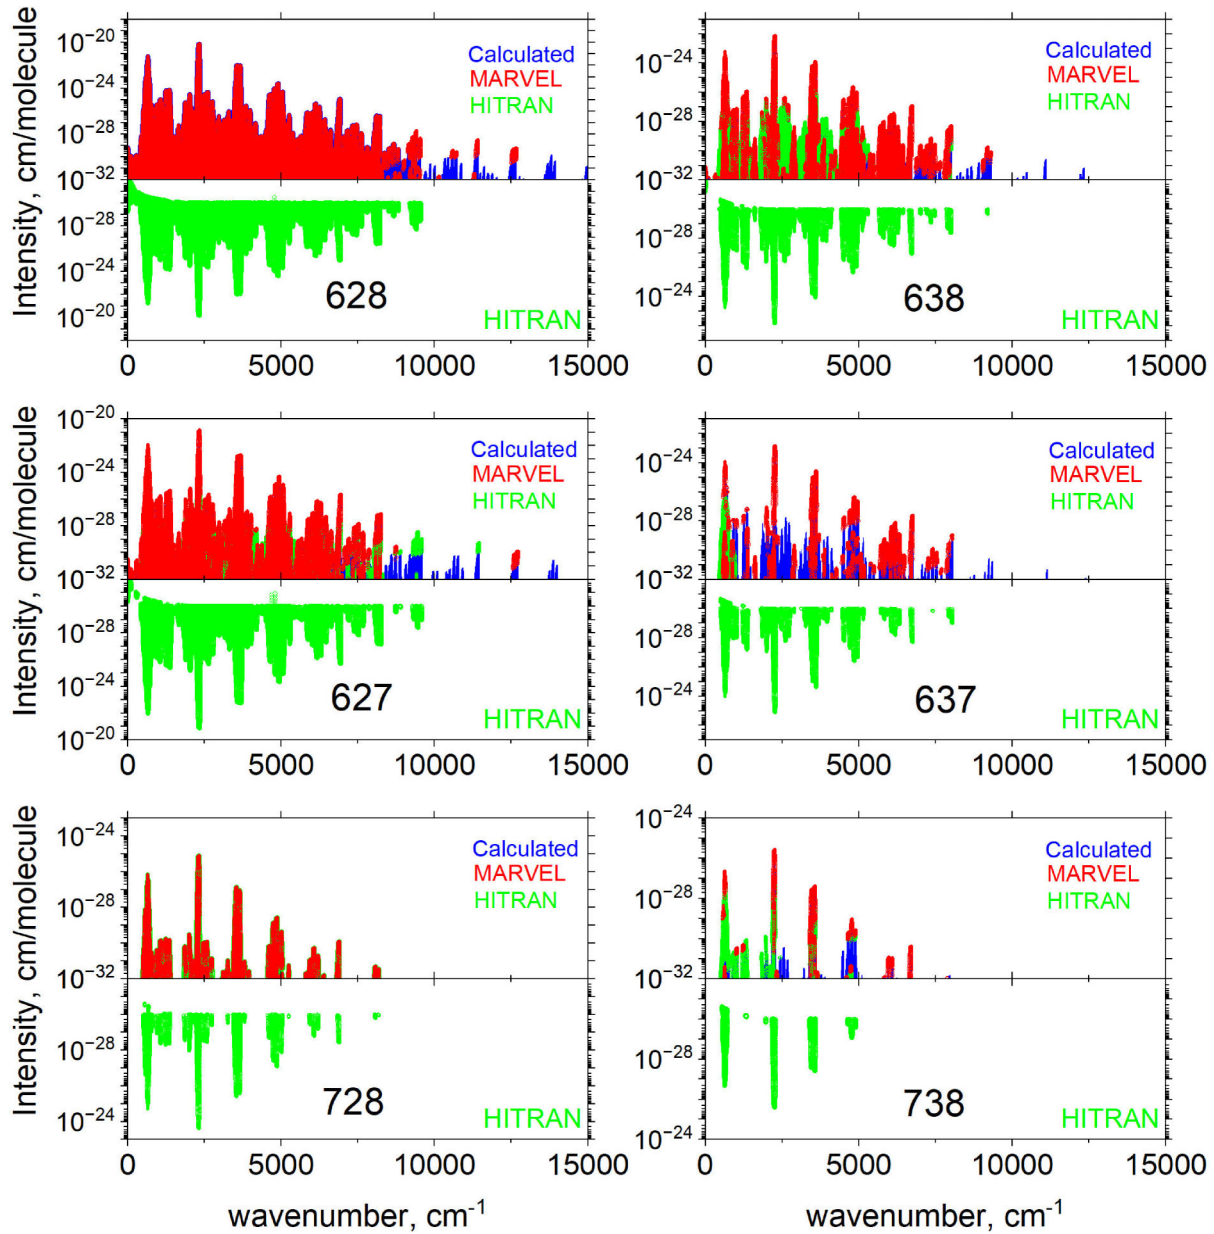 Intensity, cm/molecule
10⁻²⁰
10⁻²⁴
10⁻²⁸
10⁻³²
10⁻²⁸
10⁻²⁴
10⁻²⁰
Calculated
MARVEL
HITRAN
628
HITRAN
0 5000 10000 15000
10⁻²⁴
10⁻²⁸
10⁻³²
10⁻²⁸
10⁻²⁴
Calculated
MARVEL
HITRAN
638
HITRAN
0 5000 10000 15000
Intensity, cm/molecule
10⁻²⁰
10⁻²⁴
10⁻²⁸
10⁻³²
10⁻²⁸
10⁻²⁴
10⁻²⁰
Calculated
MARVEL
HITRAN
627
HITRAN
0 5000 10000 15000
10⁻²⁴
10⁻²⁸
10⁻³²
10⁻²⁸
10⁻²⁴
Calculated
MARVEL
HITRAN
637
HITRAN
0 5000 10000 15000
Intensity, cm/molecule
10⁻²⁴
10⁻²⁸
10⁻³²
10⁻²⁸
10⁻²⁴
Calculated
MARVEL
HITRAN
728
HITRAN
0 5000 10000 15000
wavenumber, cm⁻¹
10⁻²⁴
10⁻²⁸
10⁻³²
10⁻²⁸
10⁻²⁴
Calculated
MARVEL
HITRAN
738
HITRAN
0 5000 10000 15000
wavenumber, cm⁻¹